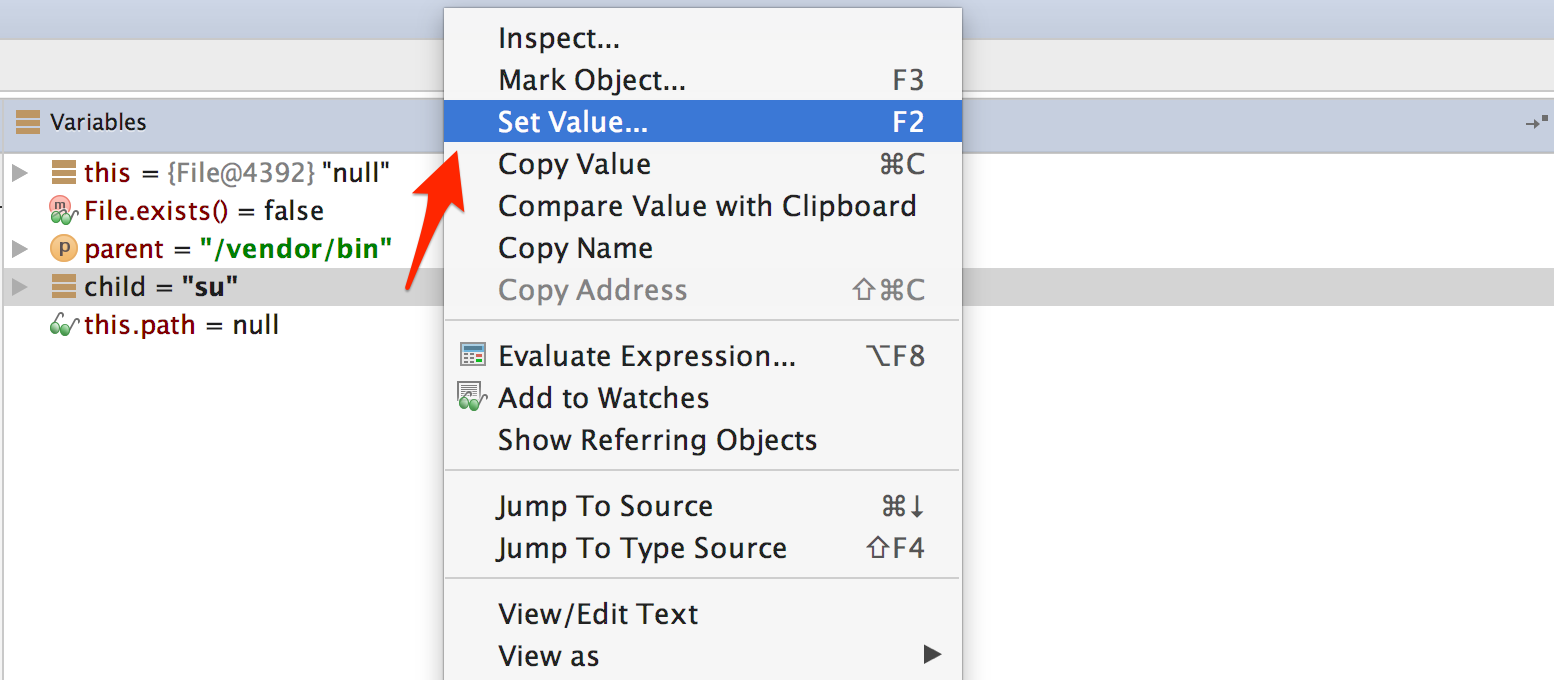 Inspect...
Mark Object... F3
Set Value... F2
Copy Value ⌘C
Compare Value with Clipboard
Copy Name
Copy Address ⇧⌘C
Evaluate Expression... ⌥F8
Add to Watches
Show Referring Objects
Jump To Source ⌘↓
Jump To Type Source ⇧F4
View/Edit Text
View as
Variables
this = {File@4392} "null"
m
File.exists() = false
p
parent = "/vendor/bin"
child = "su"
this.path = null